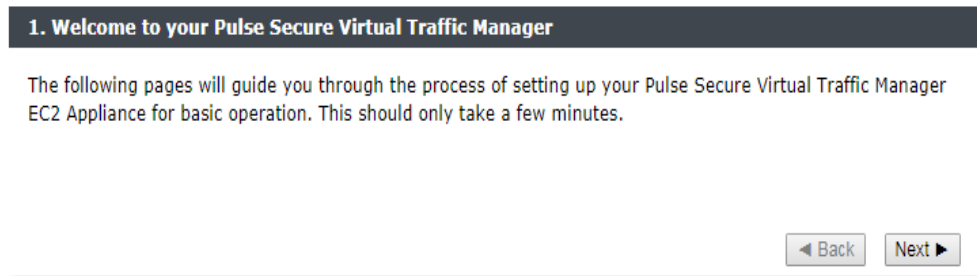 1. Welcome to your Pulse Secure Virtual Traffic Manager
The following pages will guide you through the process of setting up your Pulse Secure Virtual Traffic Manager
EC2 Appliance for basic operation. This should only take a few minutes.
◄ Back Next ►